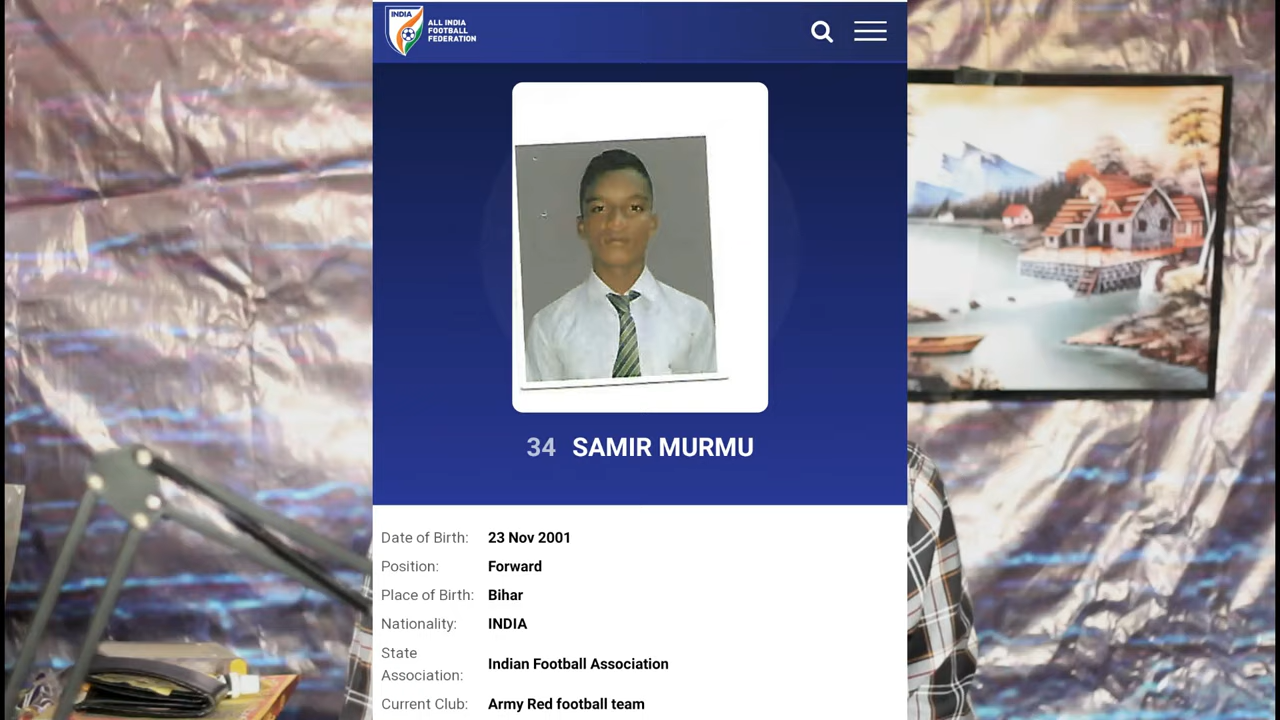 INDIA
ALL INDIA
FOOTBALL
FEDERATION
34 SAMIR MURMU
Date of Birth: 23 Nov 2001
Position: Forward
Place of Birth: Bihar
Nationality: INDIA
State
Association: Indian Football Association
Current Club: Army Red football team